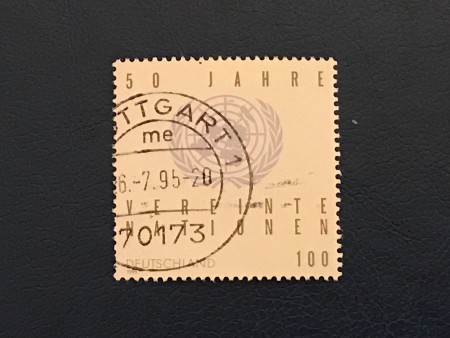 50 JAHRE
TTGART 1
me
6.-7.95-20
VEREINTE
NATIONEN
70173
DEUTSCHLAND
100